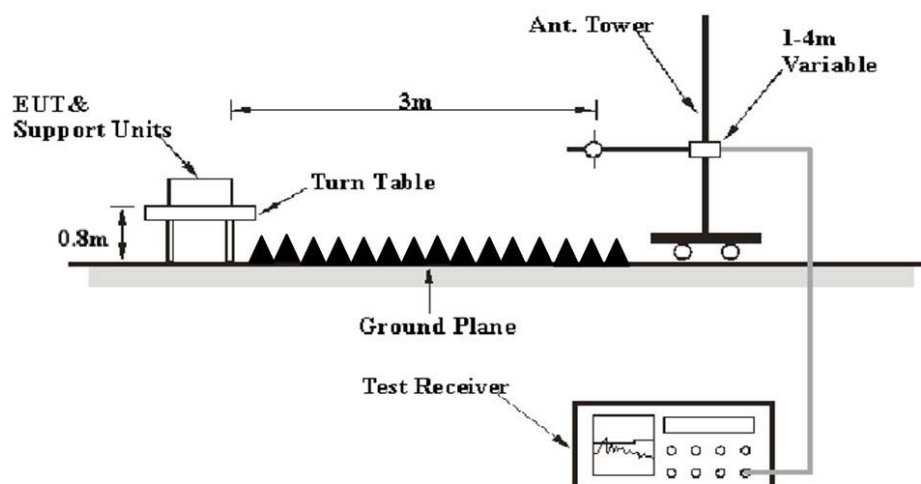 Ant. Tower
1-4m
Variable
3m
EUT&
Support Units
Turn Table
0.8m
Ground Plane
Test Receiver